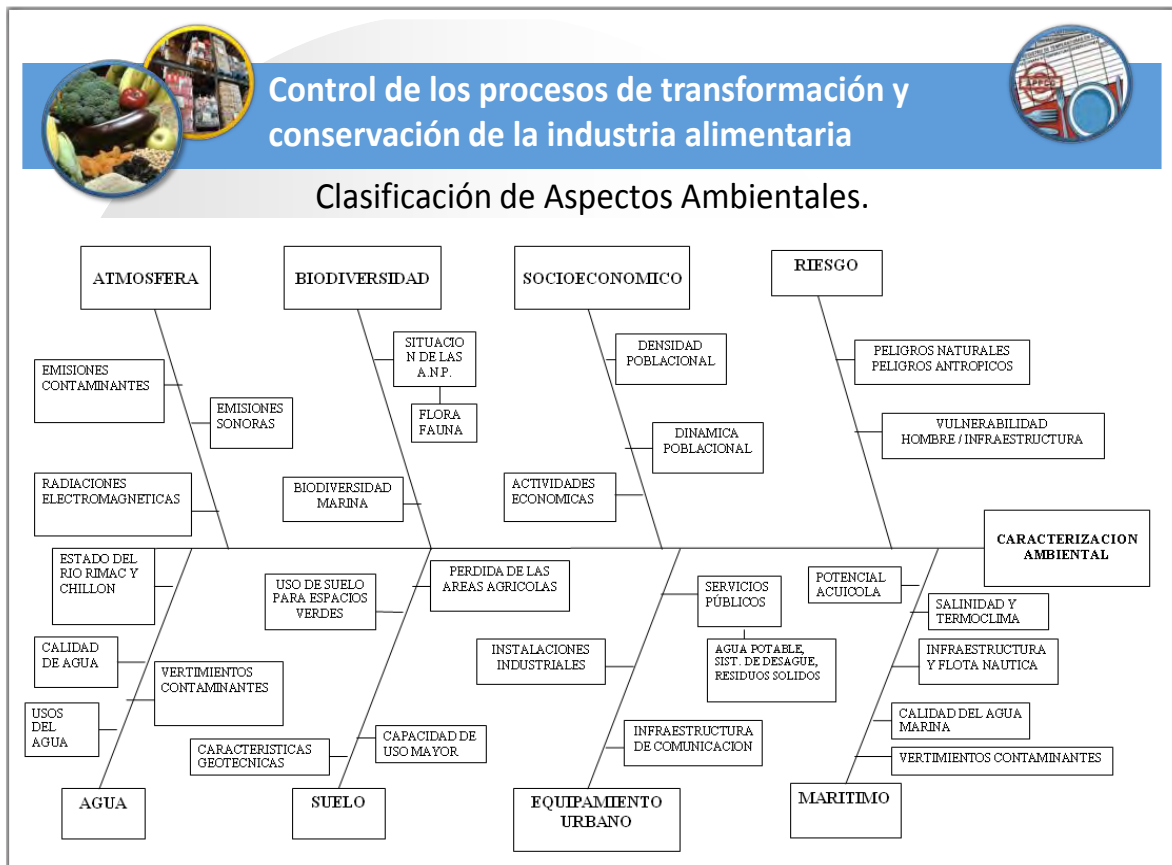 Control de los procesos de transformación y
conservación de la industria alimentaria
APPCC
Clasificación de Aspectos Ambientales.
ATMOSFERA
BIODIVERSIDAD
SOCIOECONOMICO
RIESGO
EMISIONES
CONTAMINANTES
EMISIONES
SONORAS
RADIACIONES
ELECTROMAGNETICAS
SITUACIO
N DE LAS
A.N.P.
FLORA
FAUNA
BIODIVERSIDAD
MARINA
DENSIDAD
POBLACIONAL
DINAMICA
POBLACIONAL
ACTIVIDADES
ECONOMICAS
PELIGROS NATURALES
PELIGROS ANTROPICOS
VULNERABILIDAD
HOMBRE / INFRAESTRUCTURA
CARACTERIZACION
AMBIENTAL
ESTADO DEL
RIO RIMAC Y
CHILLON
CALIDAD
DE AGUA
VERTIMIENTOS
CONTAMINANTES
USOS
DEL
AGUA
USO DE SUELO
PARA ESPACIOS
VERDES
PERDIDA DE LAS
AREAS AGRICOLAS
CARACTERISTICAS
GEOTECNICAS
CAPACIDAD DE
USO MAYOR
SERVICIOS
PÚBLICOS
AGUA POTABLE,
SIST. DE DESAGUE,
RESIDUOS SOLIDOS
INSTALACIONES
INDUSTRIALES
INFRAESTRUCTURA
DE COMUNICACION
POTENCIAL
ACUICOLA
SALINIDAD Y
TERMOCLIMA
INFRAESTRUCTURA
Y FLOTA NAUTICA
CALIDAD DEL AGUA
MARINA
VERTIMIENTOS CONTAMINANTES
AGUA
SUELO
EQUIPAMIENTO
URBANO
MARITIMO